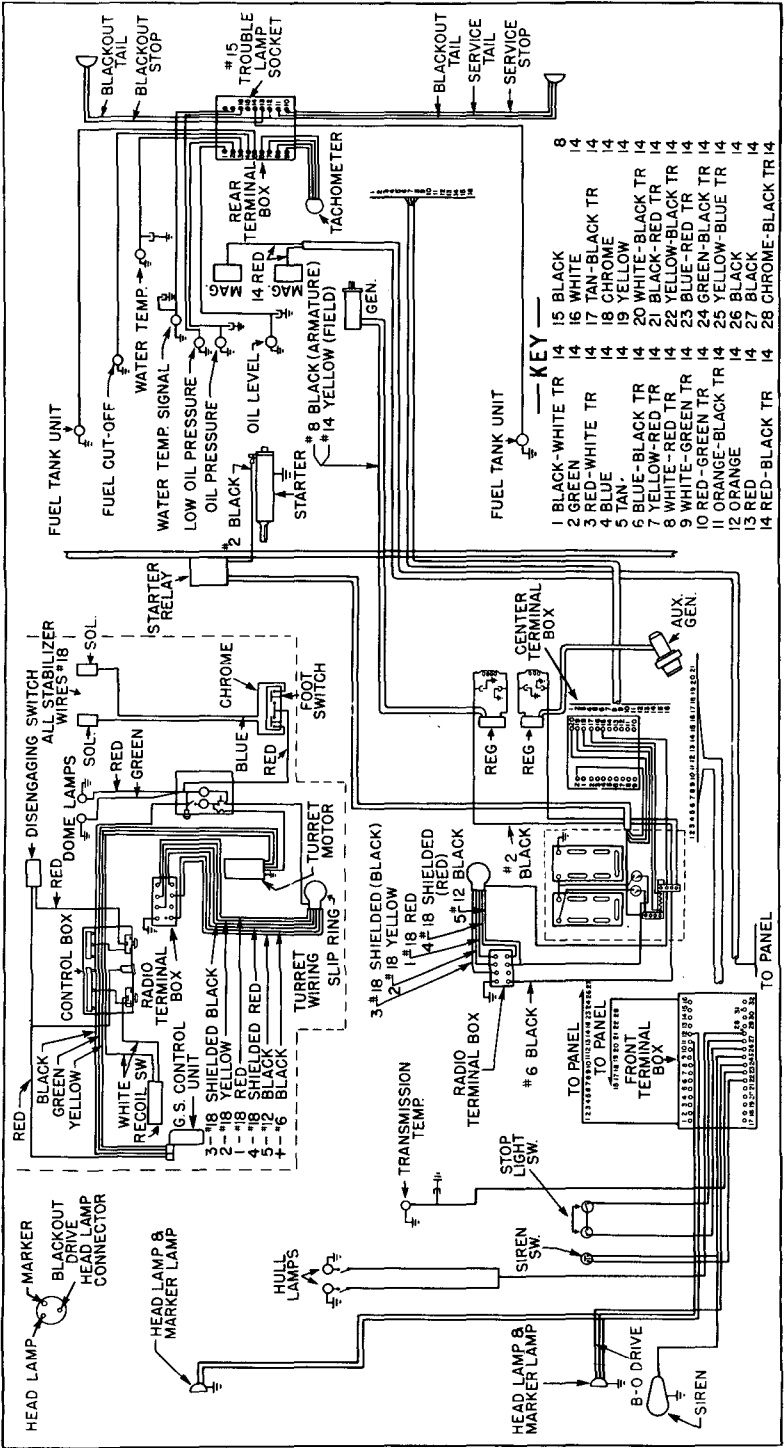 HEAD LAMP
MARKER
BLACKOUT
DRIVE
HEAD LAMP
CONNECTOR
RED
BLACK
GREEN
YELLOW
WHITE
RECOIL SW.
CONTROL BOX
RADIO
TERMINAL
BOX
G.S. CONTROL
UNIT
DISENGAGING SWITCH
RED
DOME LAMPS
RED
GREEN
ALL STABILIZER
WIRES #18
SOL.
SOL.
BLUE
RED
CHROME
FOOT
SWITCH
TURRET
MOTOR
SLIP RING
TURRET
WIRING
3-#18 SHIELDED BLACK
2-#18 YELLOW
1-#18 RED
4-#18 SHIELDED RED
5-#12 BLACK
+-#6 BLACK
STARTER
RELAY
#2 BLACK
STARTER
FUEL TANK UNIT
FUEL CUT-OFF
WATER TEMP.
WATER TEMP. SIGNAL
LOW OIL PRESSURE
OIL PRESSURE
OIL LEVEL
BLACKOUT
TAIL
BLACKOUT
STOP
#15
TROUBLE
LAMP
SOCKET
REAR
TERMINAL
BOX
TACHOMETER
MAG.
14 RED
MAG.
#8 BLACK (ARMATURE)
#14 YELLOW (FIELD)
GEN.
BLACKOUT
TAIL
SERVICE
TAIL
SERVICE
STOP
FUEL TANK UNIT
HEAD LAMP &
MARKER LAMP
HULL
LAMPS
TRANSMISSION
TEMP.
STOP
LIGHT
SW.
SIREN
SW.
HEAD LAMP &
MARKER LAMP
B-O DRIVE
SIREN
3 #18 SHIELDED (BLACK)
2 #18 YELLOW
1 #18 RED
4 #18 SHIELDED
(RED)
5 #12 BLACK
RADIO
TERMINAL BOX
#6 BLACK
#2
BLACK
REG
REG
CENTER
TERMINAL
BOX
AUX.
GEN.
TO PANEL
TO PANEL
FRONT
TERMINAL
BOX
TO PANEL
KEY
1 BLACK-WHITE TR 14
2 GREEN 14
3 RED-WHITE TR 14
4 BLUE 14
5 TAN 14
6 BLUE-BLACK TR 14
7 YELLOW-RED TR 14
8 WHITE-RED TR 14
9 WHITE-GREEN TR 14
10 RED-GREEN TR 14
11 ORANGE-BLACK TR 14
12 ORANGE 14
13 RED 14
14 RED-BLACK TR 14
15 BLACK 8
16 WHITE 14
17 TAN-BLACK TR 14
18 CHROME 14
19 YELLOW 14
20 WHITE-BLACK TR 14
21 BLACK-RED TR 14
22 YELLOW-BLACK TR 14
23 BLUE-RED TR 14
24 GREEN-BLACK TR 14
25 YELLOW-BLUE TR 14
26 BLACK 14
27 BLACK 14
28 CHROME-BLACK TR 14